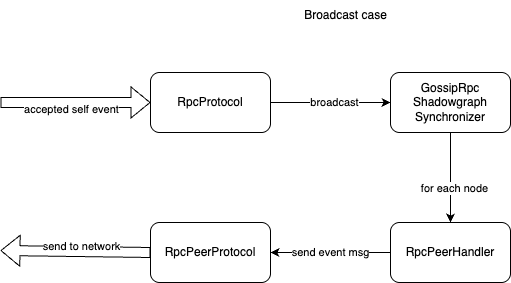 Broadcast case
accepted self event
RpcProtocol
broadcast
GossipRpc
Shadowgraph
Synchronizer
for each node
RpcPeerHandler
send event msg
RpcPeerProtocol
send to network